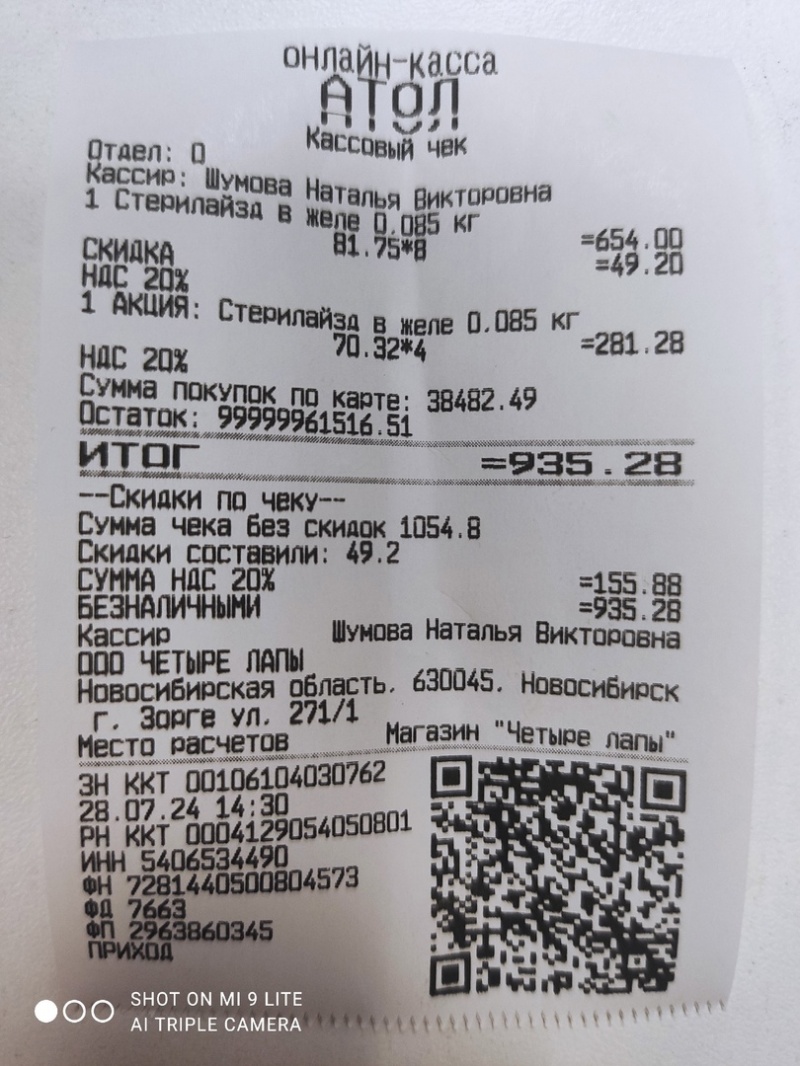 ОНЛАЙН-КАССА
АТОЛ
Кассовый чек
Отдел: 0
Кассир: Шумова Наталья Викторовна
1 Стерилайзд в желе 0.085 кг
81.75*8 =654.00
СКИДКА =49.20
НДС 20%
1 АКЦИЯ: Стерилайзд в желе 0.085 кг
70.32*4 =281.28
НДС 20%
Сумма покупок по карте: 38482.49
Остаток: 99999961516.51
ИТОГ =935.28
--Скидки по чеку--
Сумма чека без скидок 1054.8
Скидки составили: 49.2
СУММА НДС 20% =155.88
БЕЗНАЛИЧНЫМИ =935.28
Кассир Шумова Наталья Викторовна
ООО ЧЕТЫРЕ ЛАПЫ
Новосибирская область, 630045, Новосибирск
г. Зорге ул. 271/1
Место расчетов Магазин "Четыре лапы"
ЗН ККТ 00106104030762
28.07.24 14:30
РН ККТ 0004129054050801
ИНН 5406534490
ФН 7281440500804573
ФД 7663
ФП 2963860345
ПРИХОД
SHOT ON MI 9 LITE
AI TRIPLE CAMERA